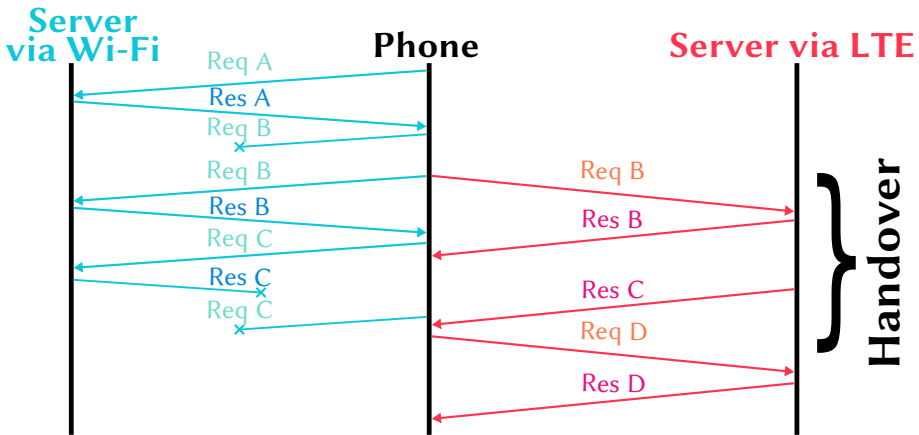 Server
via Wi-Fi
Phone
Server via LTE
Req A
Res A
Req B
Req B
Req B
Res B
Res B
Req C
Res C
Res C
Req C
Req D
Res D
Handover